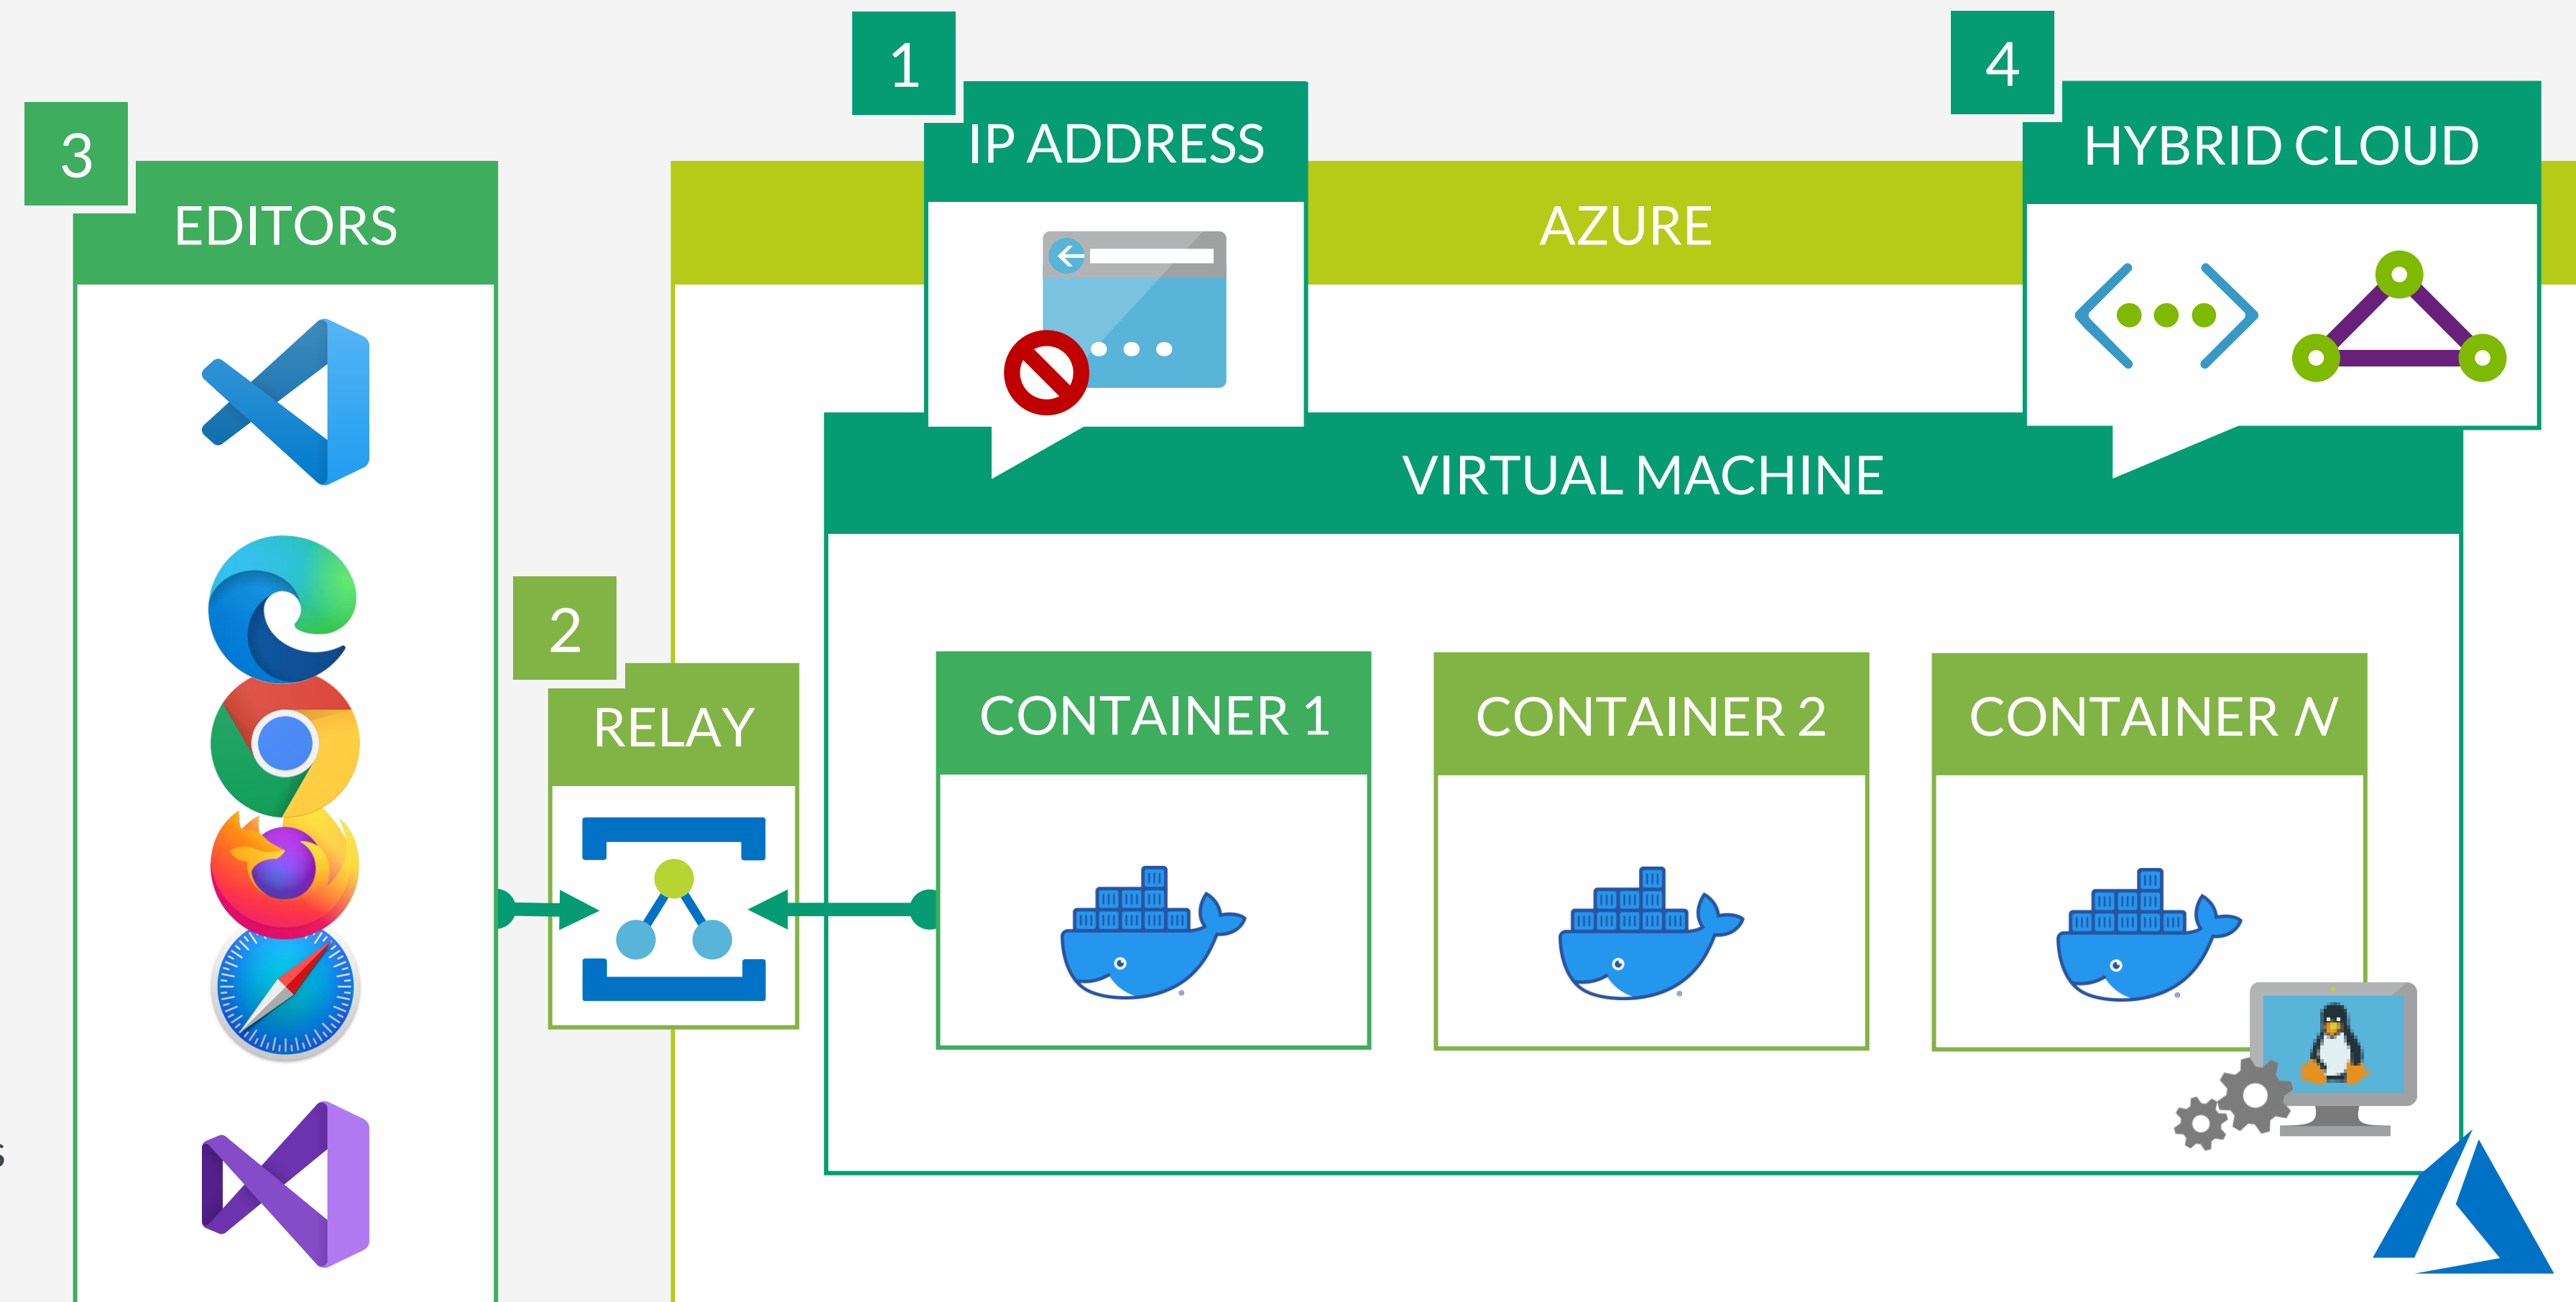 1
4
IP ADDRESS
HYBRID CLOUD
3
EDITORS
AZURE
VIRTUAL MACHINE
2
RELAY
CONTAINER 1
CONTAINER 2
CONTAINER N
s